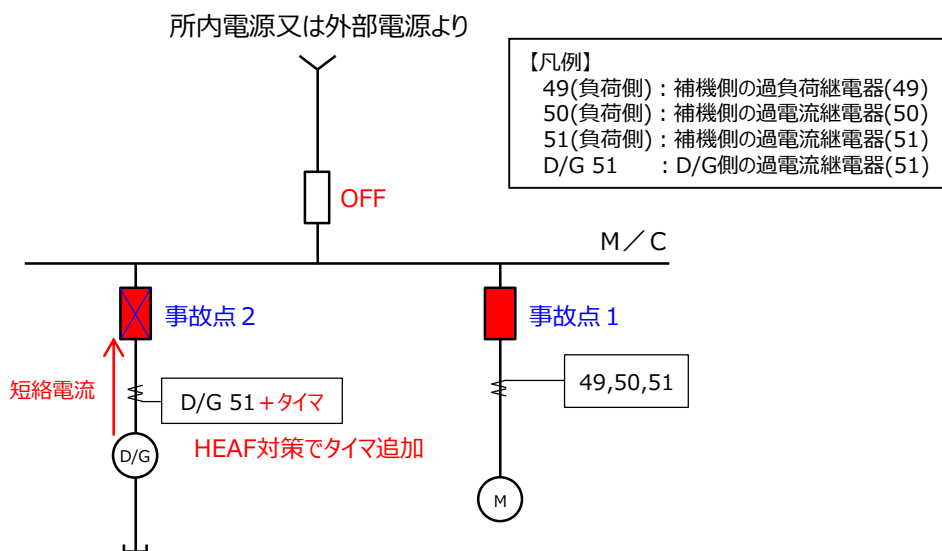 所内電源又は外部電源より
【凡例】
49(負荷側)：補機側の過負荷継電器(49)
50(負荷側)：補機側の過電流継電器(50)
51(負荷側)：補機側の過電流継電器(51)
D/G 51　：D/G側の過電流継電器(51)
OFF
M／C
事故点２
事故点１
短絡電流
D/G 51＋タイマ
49,50,51
HEAF対策でタイマ追加
D/G
M